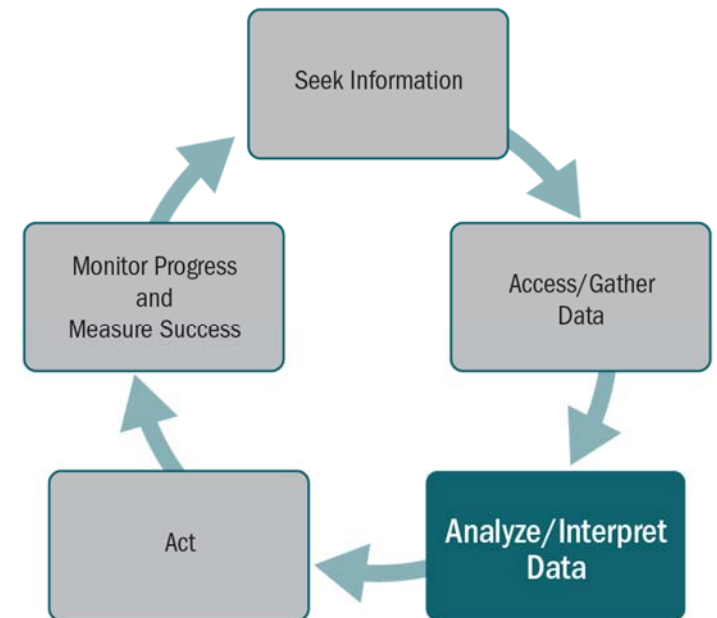 Seek Information
Access/Gather
Data
Analyze/Interpret
Data
Act
Monitor Progress
and
Measure Success